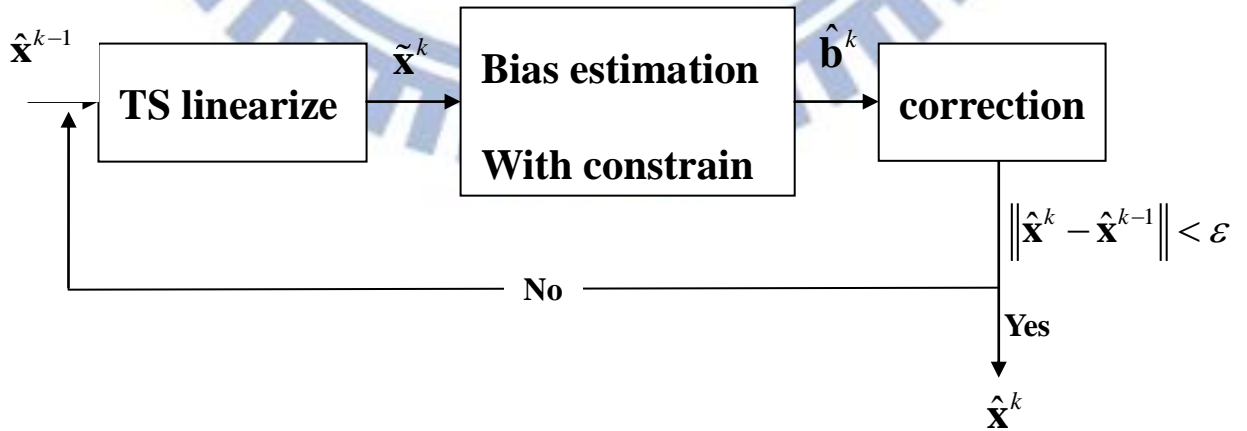 x̂ᵏ⁻¹
TS linearize
x̃ᵏ
Bias estimation
With constrain
b̂ᵏ
correction
‖x̂ᵏ − x̂ᵏ⁻¹‖ < ε
No
Yes
x̂ᵏ